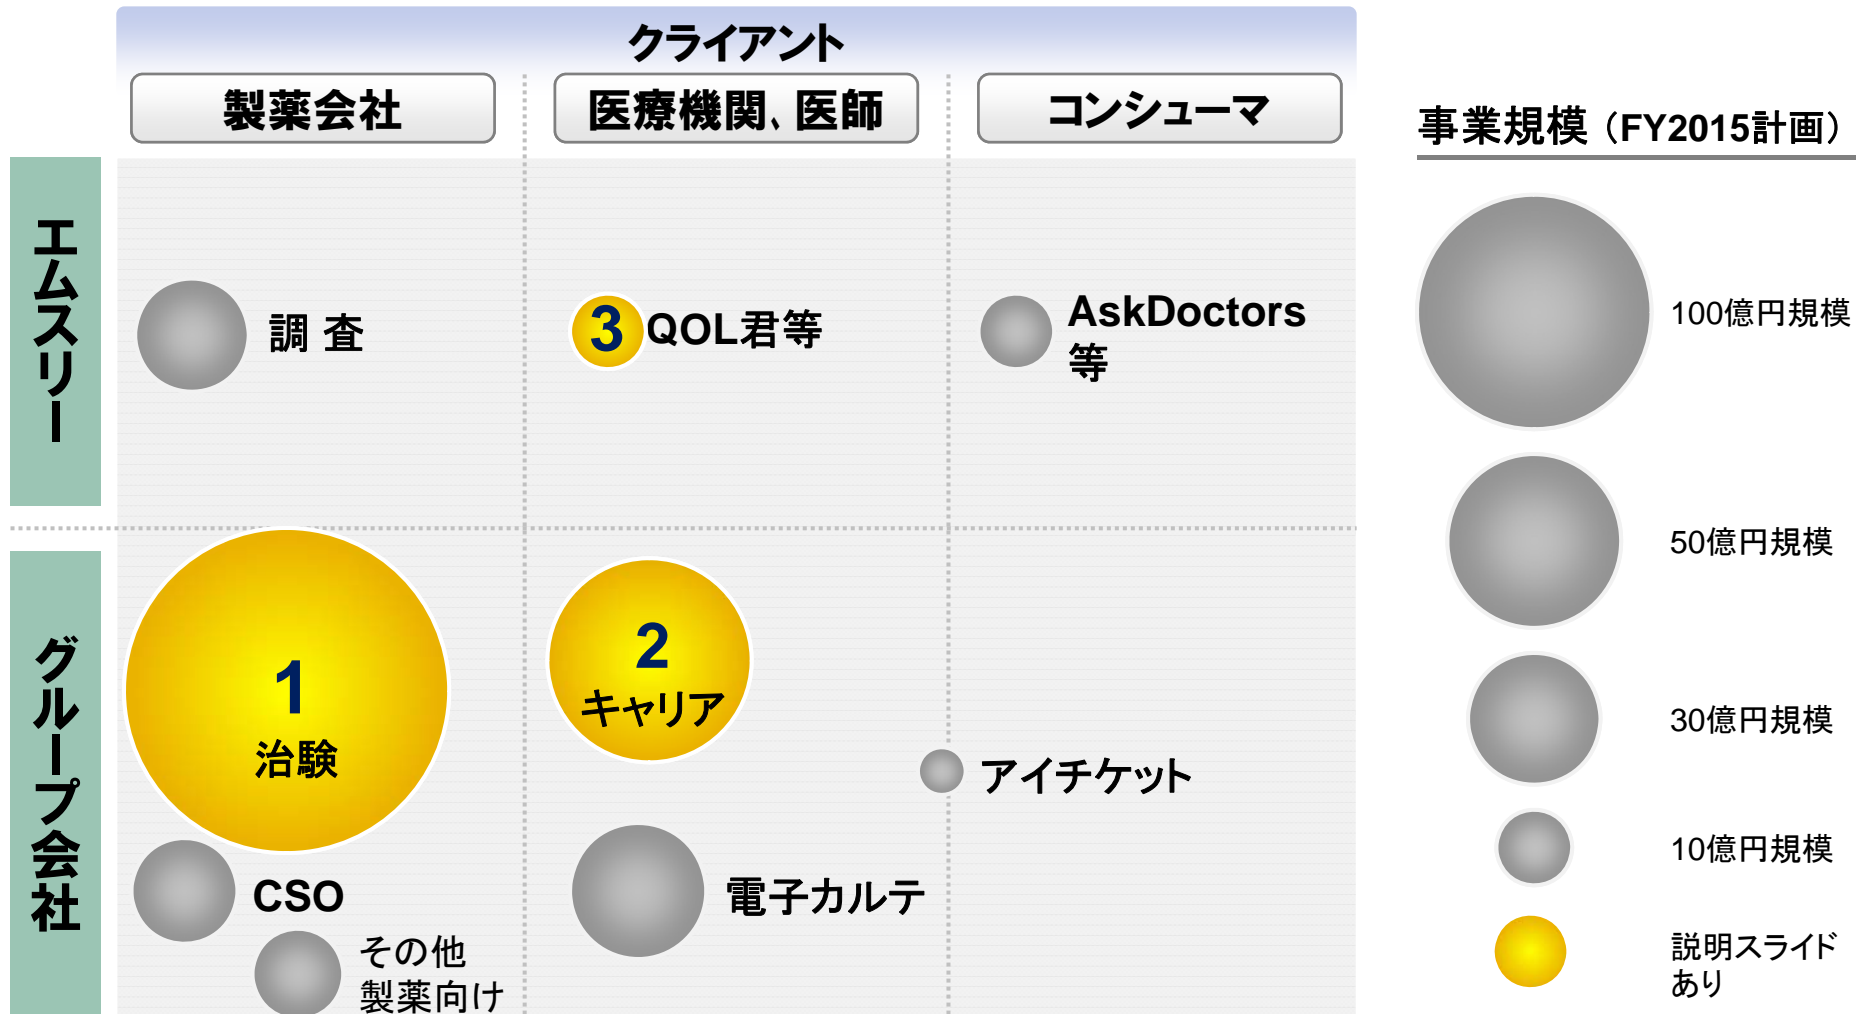 クライアント
製薬会社
医療機関、医師
コンシューマ
事業規模（FY2015計画）
エムスリー
調 査
3
QOL君等
AskDoctors
等
グループ会社
1
治験
2
キャリア
アイチケット
CSO
電子カルテ
その他
製薬向け
100億円規模
50億円規模
30億円規模
10億円規模
説明スライド
あり